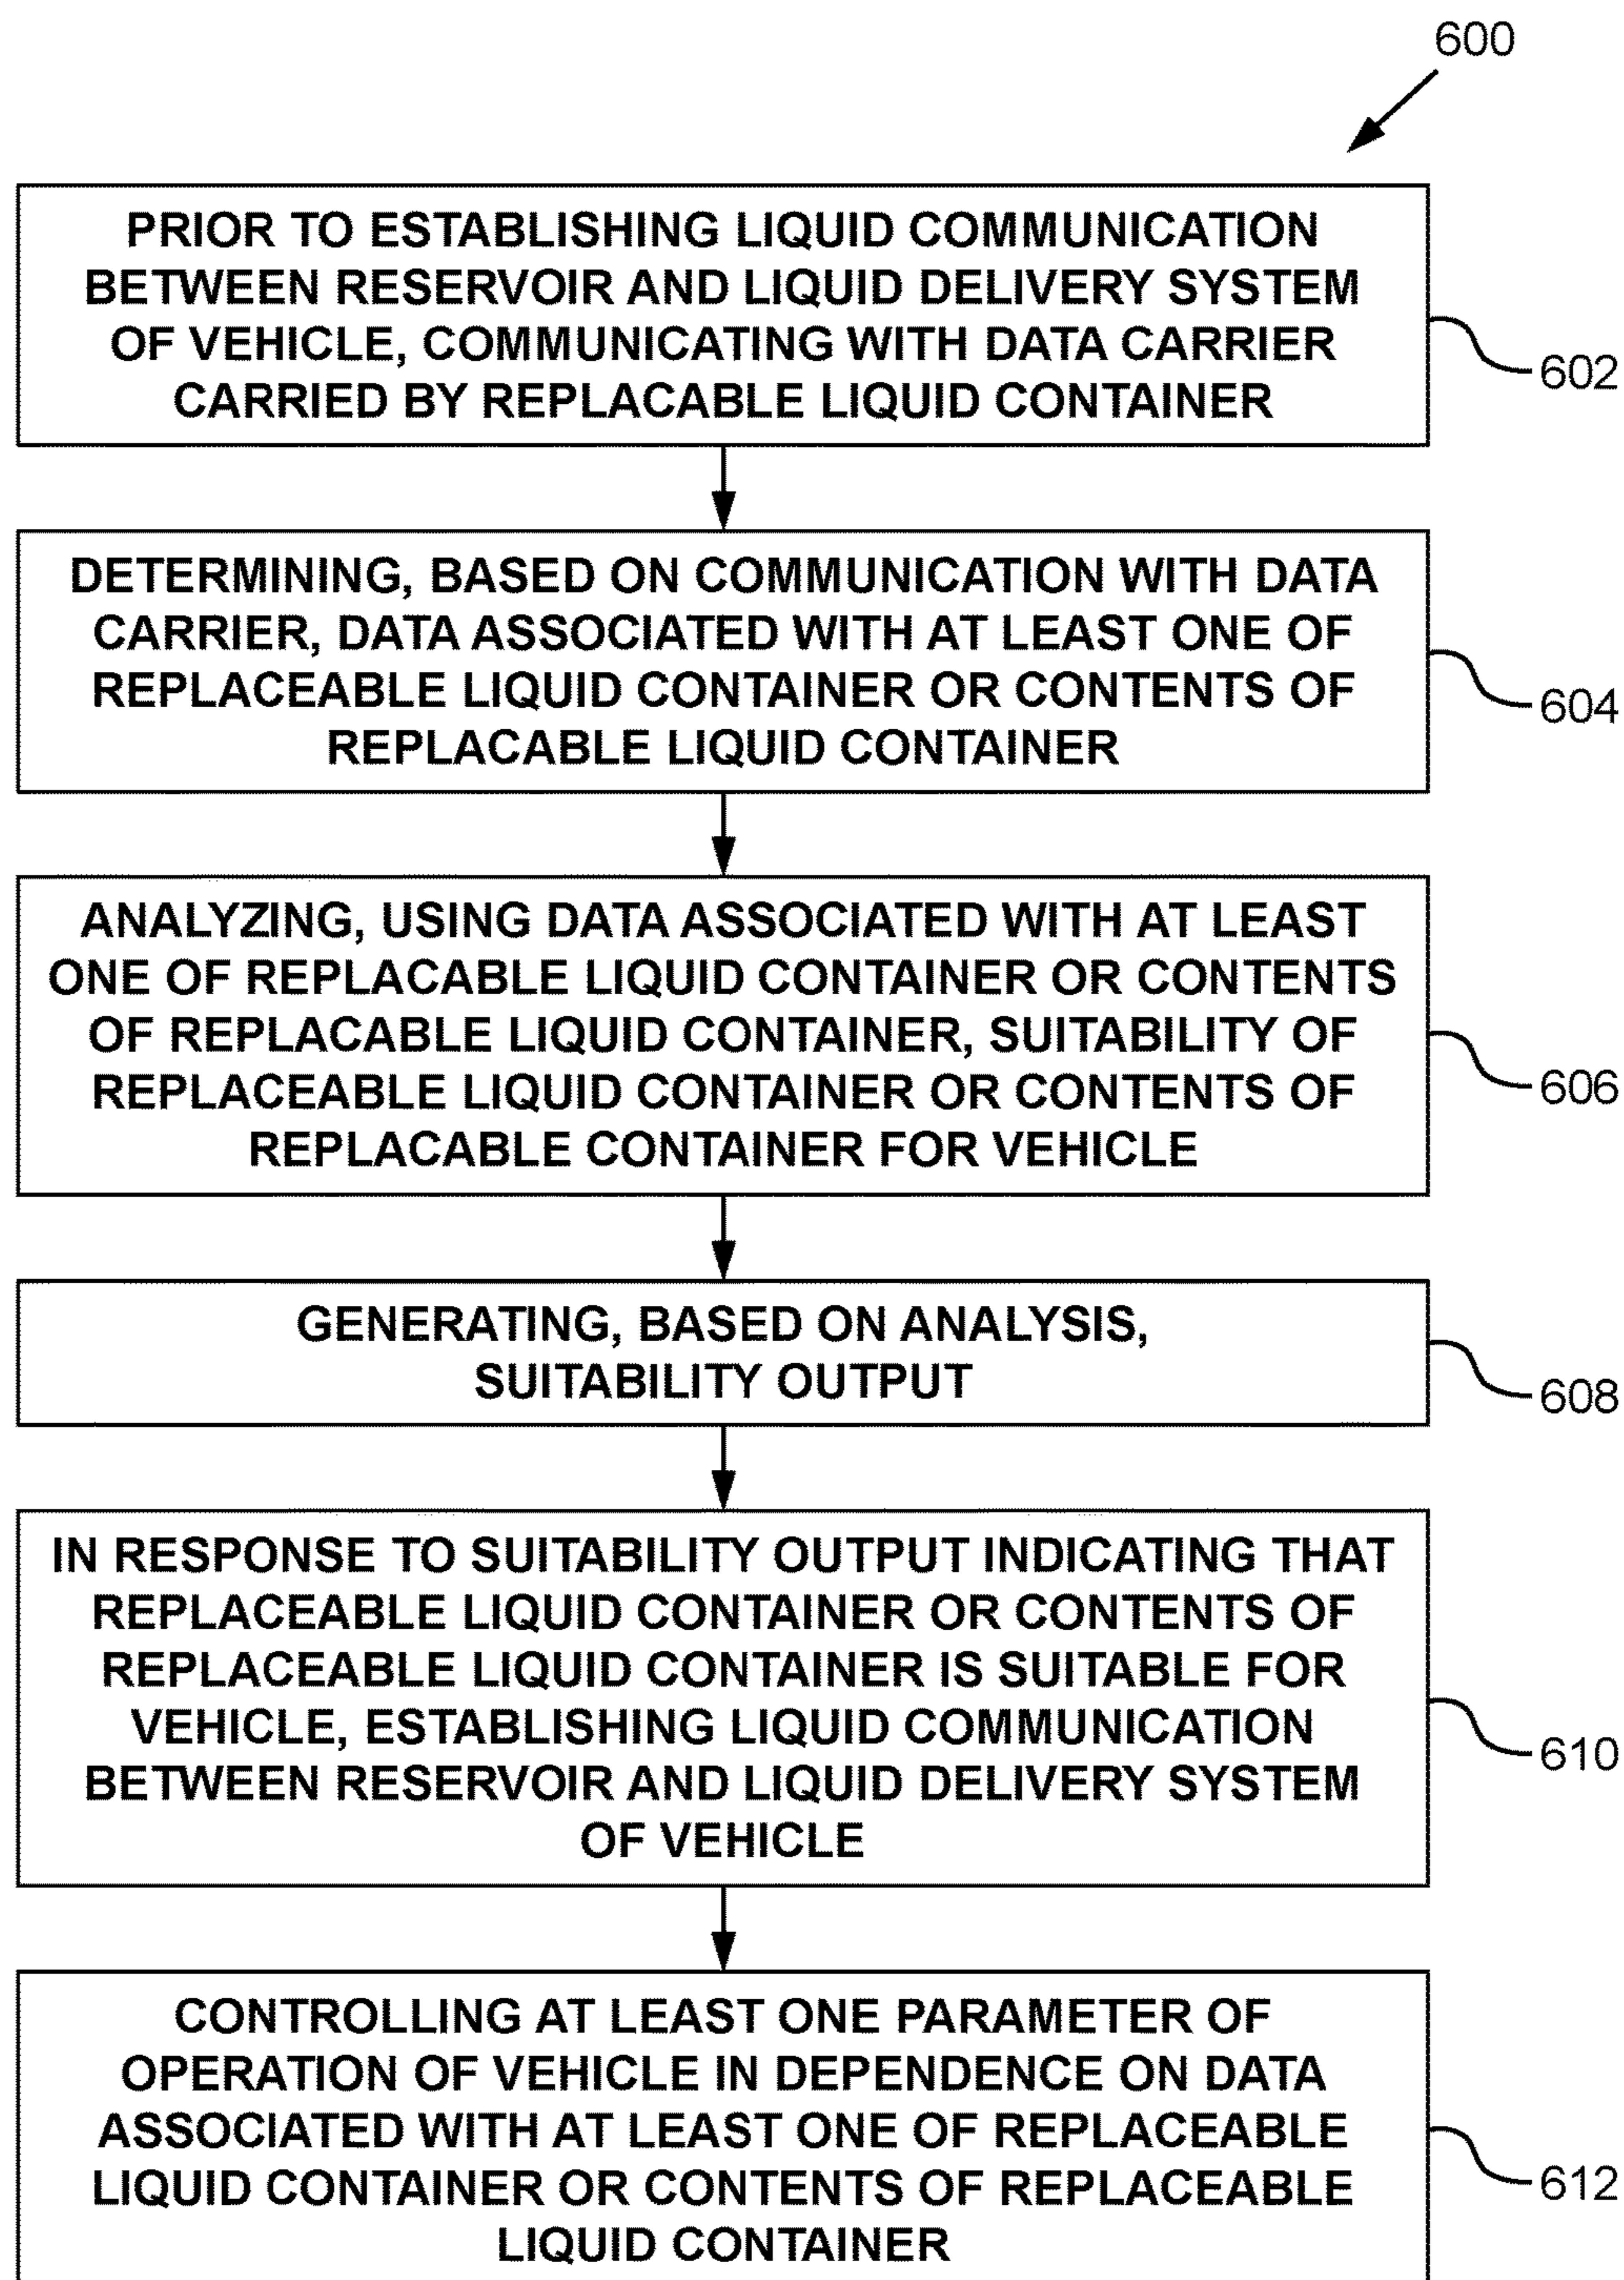 600
PRIOR TO ESTABLISHING LIQUID COMMUNICATION
BETWEEN RESERVOIR AND LIQUID DELIVERY SYSTEM
OF VEHICLE, COMMUNICATING WITH DATA CARRIER
CARRIED BY REPLACABLE LIQUID CONTAINER
602
DETERMINING, BASED ON COMMUNICATION WITH DATA
CARRIER, DATA ASSOCIATED WITH AT LEAST ONE OF
REPLACEABLE LIQUID CONTAINER OR CONTENTS OF
REPLACABLE LIQUID CONTAINER
604
ANALYZING, USING DATA ASSOCIATED WITH AT LEAST
ONE OF REPLACABLE LIQUID CONTAINER OR CONTENTS
OF REPLACABLE LIQUID CONTAINER, SUITABILITY OF
REPLACEABLE LIQUID CONTAINER OR CONTENTS OF
REPLACABLE CONTAINER FOR VEHICLE
606
GENERATING, BASED ON ANALYSIS,
SUITABILITY OUTPUT
608
IN RESPONSE TO SUITABILITY OUTPUT INDICATING THAT
REPLACEABLE LIQUID CONTAINER OR CONTENTS OF
REPLACEABLE LIQUID CONTAINER IS SUITABLE FOR
VEHICLE, ESTABLISHING LIQUID COMMUNICATION
BETWEEN RESERVOIR AND LIQUID DELIVERY SYSTEM
OF VEHICLE
610
CONTROLLING AT LEAST ONE PARAMETER OF
OPERATION OF VEHICLE IN DEPENDENCE ON DATA
ASSOCIATED WITH AT LEAST ONE OF REPLACEABLE
LIQUID CONTAINER OR CONTENTS OF REPLACEABLE
LIQUID CONTAINER
612